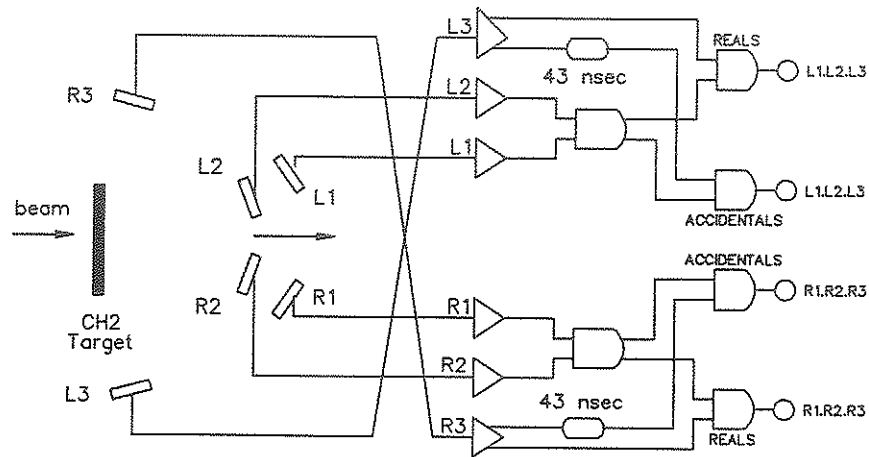 L3
REALS
L1.L2.L3
43 nsec
R3
L2
L2
L1
L1
beam
L1.L2.L3
ACCIDENTALS
ACCIDENTALS
R2
R1
R1
R1.R2.R3
CH2
Target
R2
L3
43 nsec
R3
R1.R2.R3
REALS